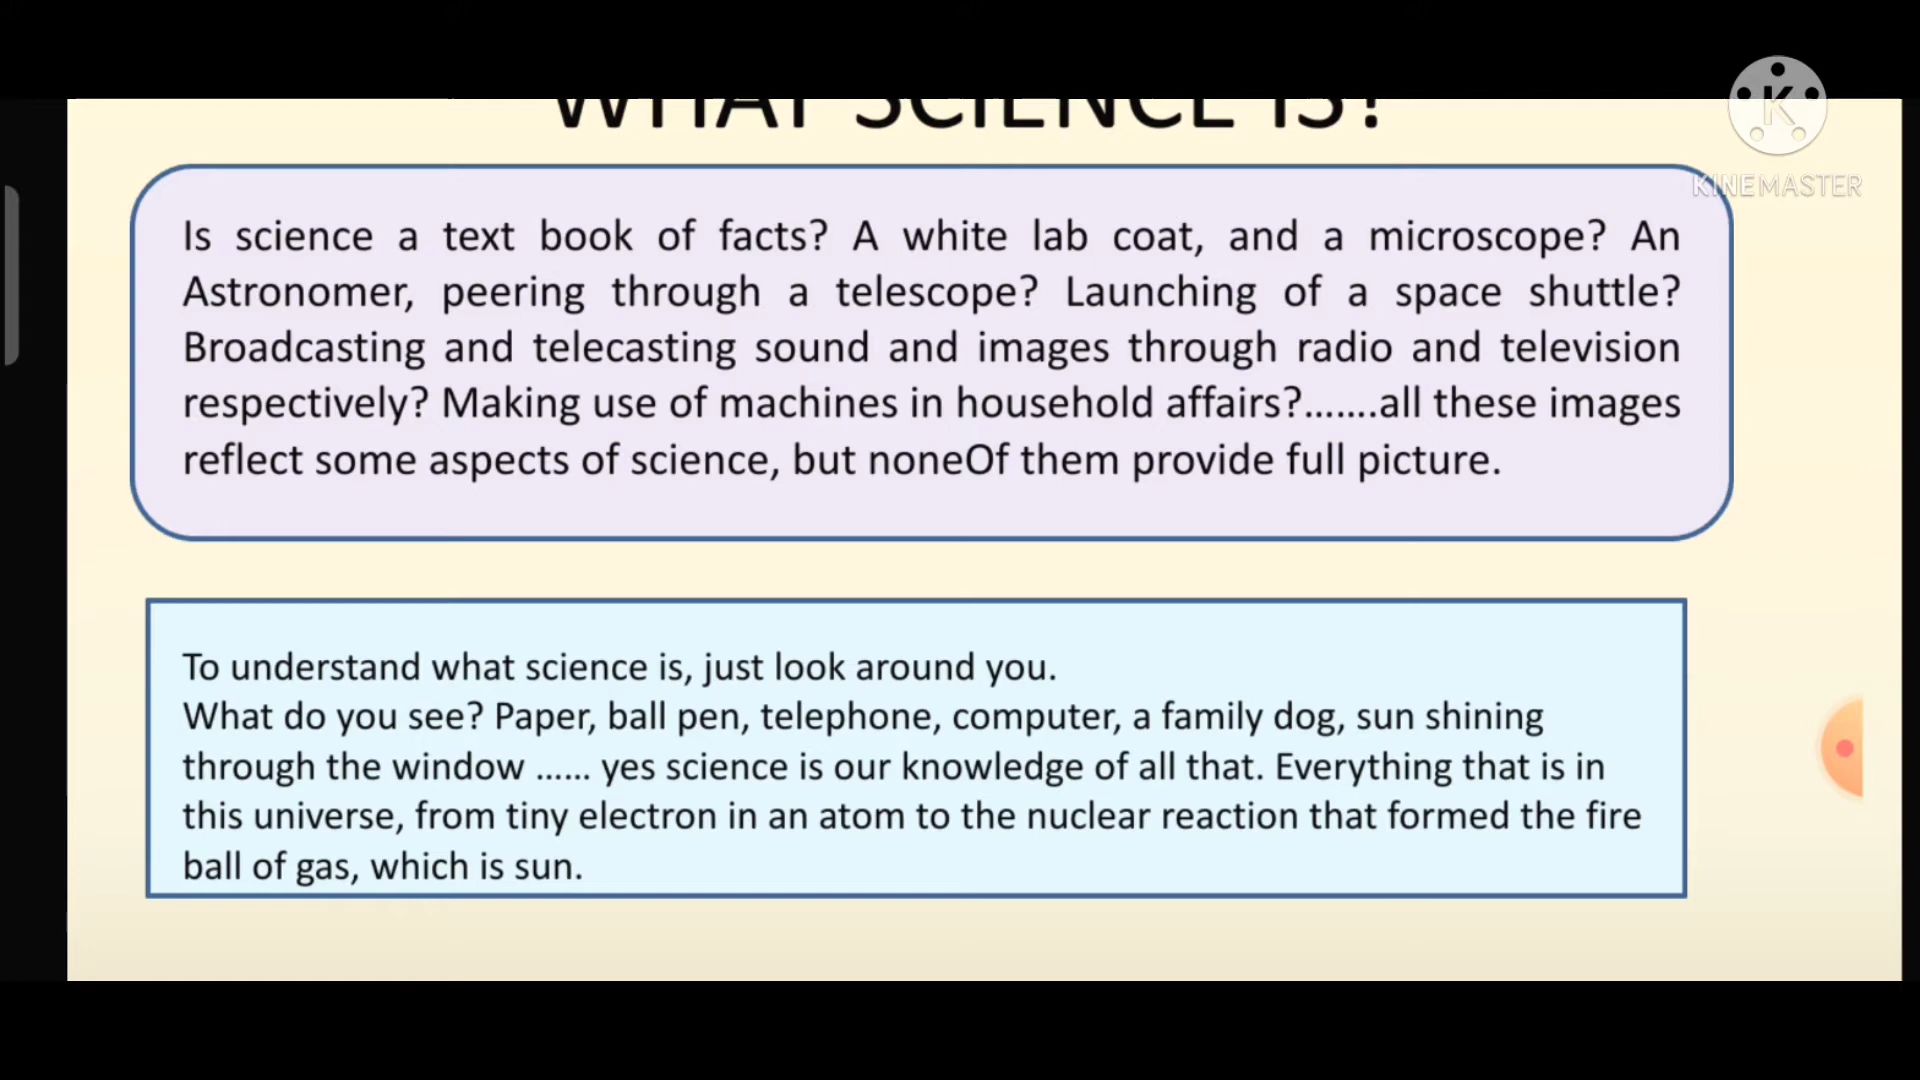 WHAT SCIENCE IS?
K
KINEMASTER
Is science a text book of facts? A white lab coat, and a microscope? An
Astronomer, peering through a telescope? Launching of a space shuttle?
Broadcasting and telecasting sound and images through radio and television
respectively? Making use of machines in household affairs?.......all these images
reflect some aspects of science, but noneOf them provide full picture.
To understand what science is, just look around you.
What do you see? Paper, ball pen, telephone, computer, a family dog, sun shining
through the window ...... yes science is our knowledge of all that. Everything that is in
this universe, from tiny electron in an atom to the nuclear reaction that formed the fire
ball of gas, which is sun.